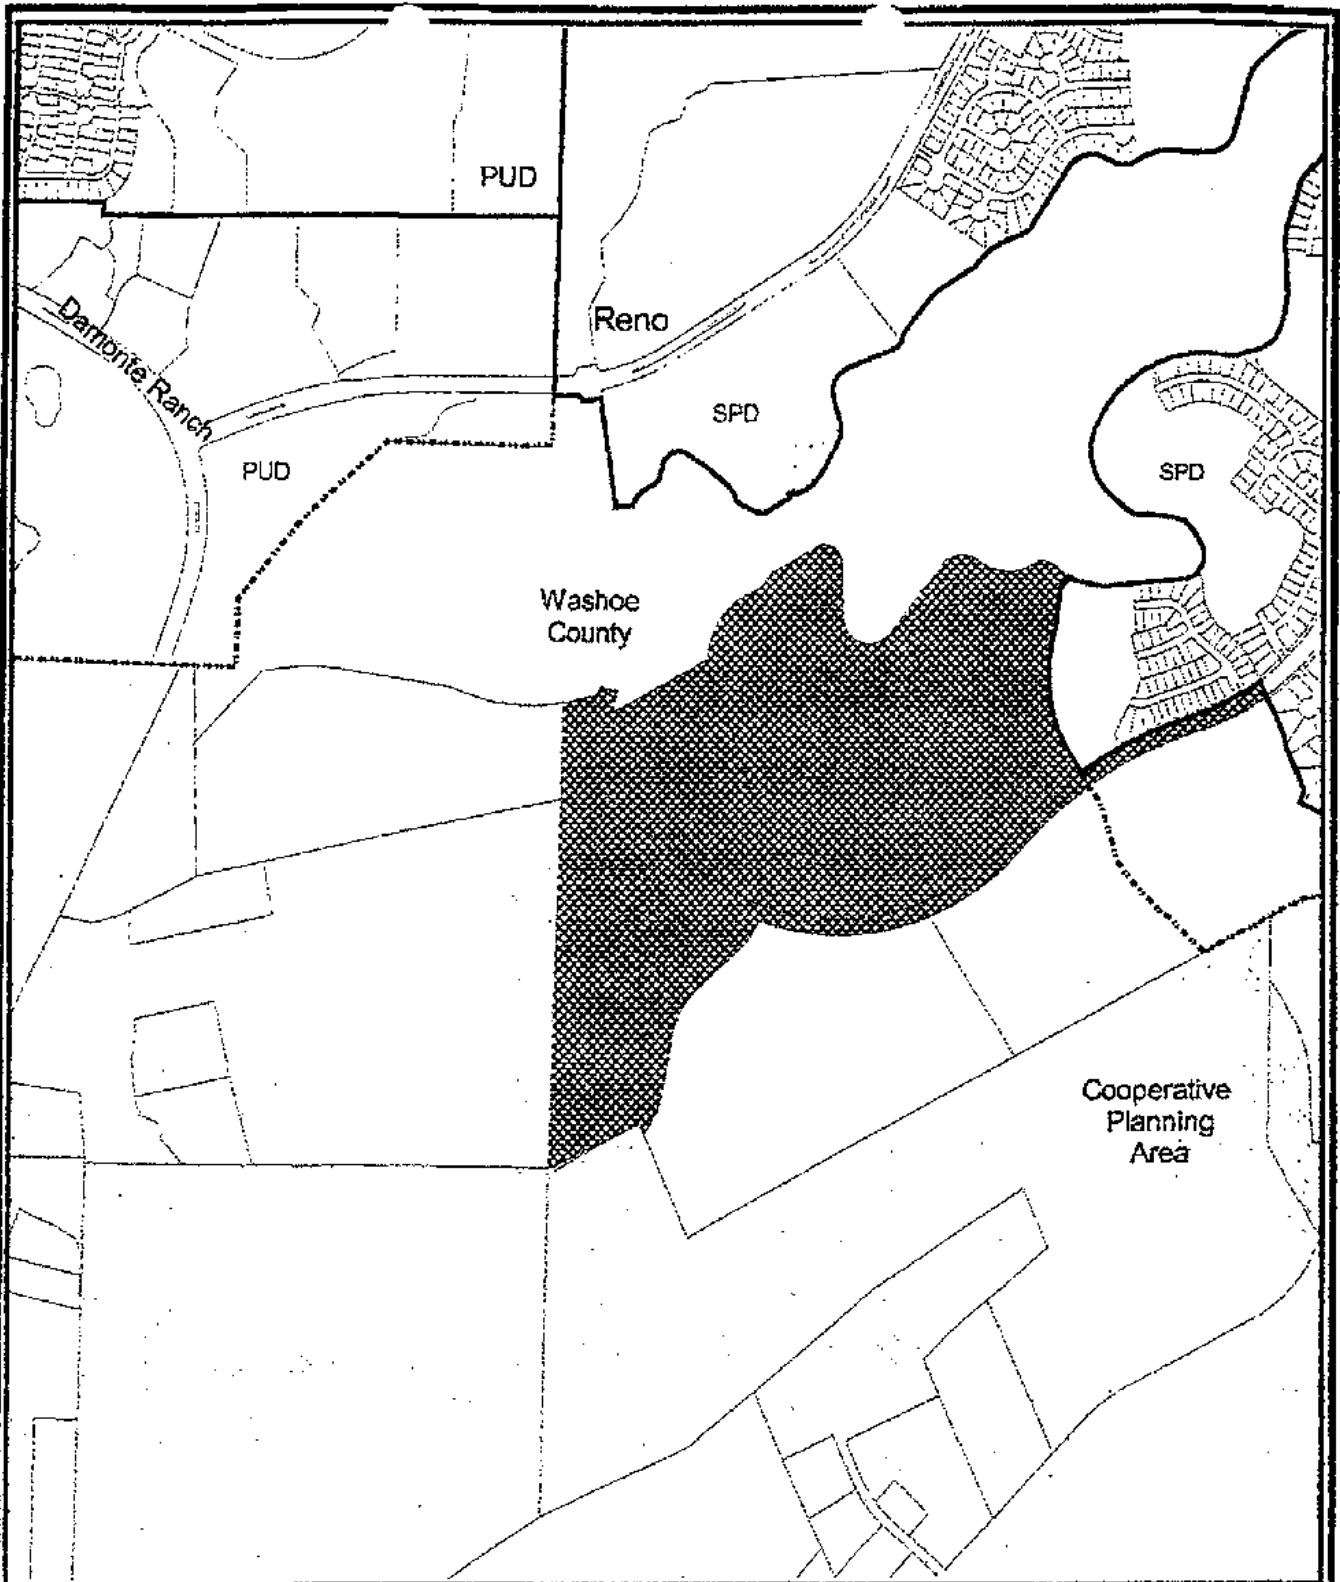 PUD
Reno
Damonte Ranch
SPD
PUD
SPD
Washoe
County
Cooperative
Planning
Area